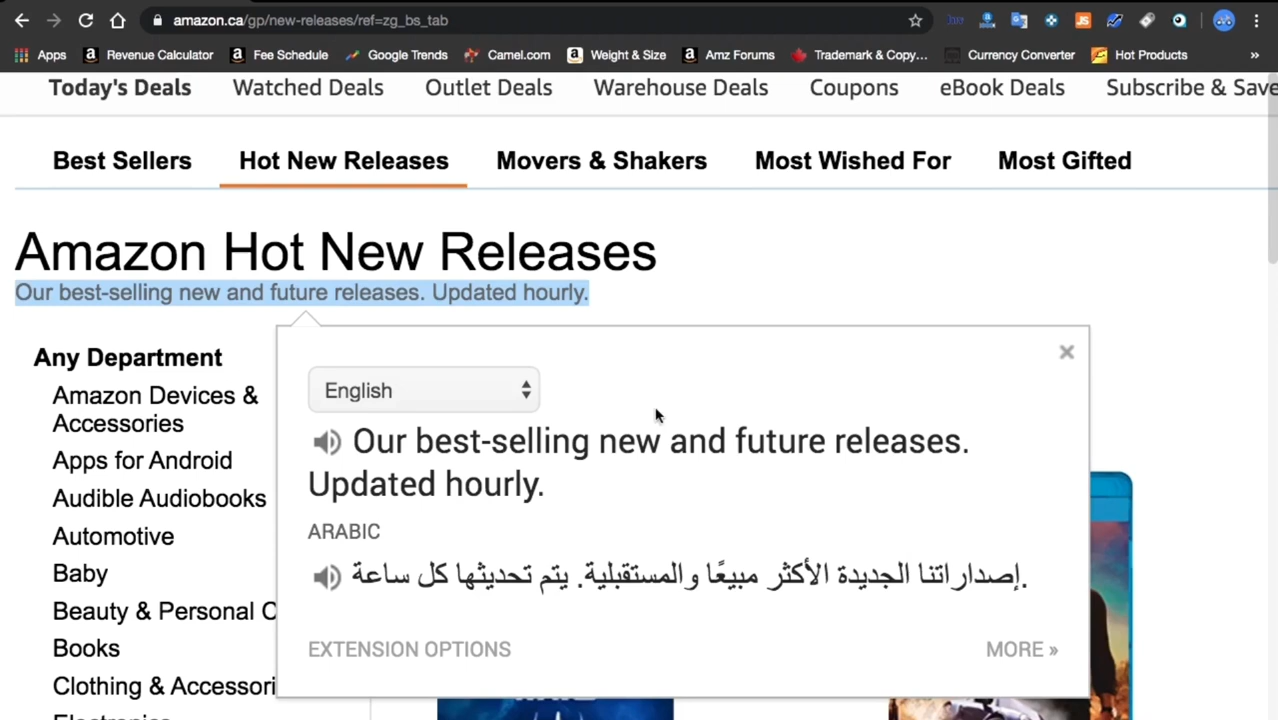 amazon.ca/gp/new-releases/ref=zg_bs_tab
Apps Revenue Calculator Fee Schedule Google Trends Camel.com Weight & Size Amz Forums Trademark & Copy… Currency Converter Hot Products »
Today's Deals Watched Deals Outlet Deals Warehouse Deals Coupons eBook Deals Subscribe & Save
Best Sellers Hot New Releases Movers & Shakers Most Wished For Most Gifted
Amazon Hot New Releases
Our best-selling new and future releases. Updated hourly.
Any Department
Amazon Devices &
Accessories
Apps for Android
Audible Audiobooks
Automotive
Baby
Beauty & Personal C
Books
Clothing & Accessori
Electronics
English
Our best-selling new and future releases.
Updated hourly.
ARABIC
إصداراتنا الجديدة الأكثر مبيعًا والمستقبلية. يتم تحديثها كل ساعة.
EXTENSION OPTIONS MORE »